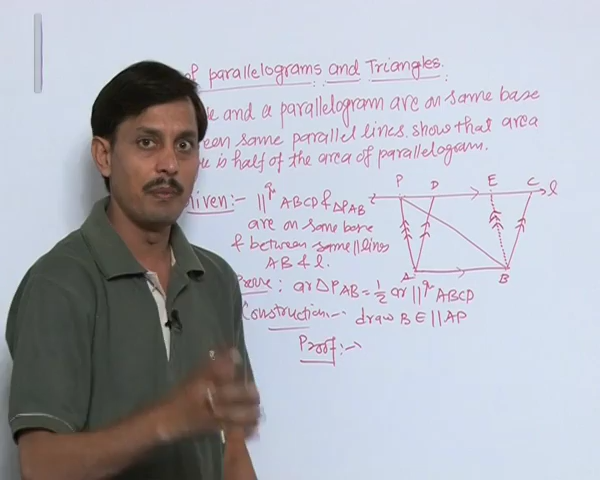 of parallelograms and Triangles.
and a parallelogram are on same base
same parallel lines. show that area
is half of the area of parallelogram.
Given:- ||gm ABCD & ΔPAB
are on same base
& between same || lines
AB & l.
Prove : ar ΔPAB = 1/2 ar ||gm ABCD
Construction:- draw BE || AP
Proof:-
P D E C l
A B